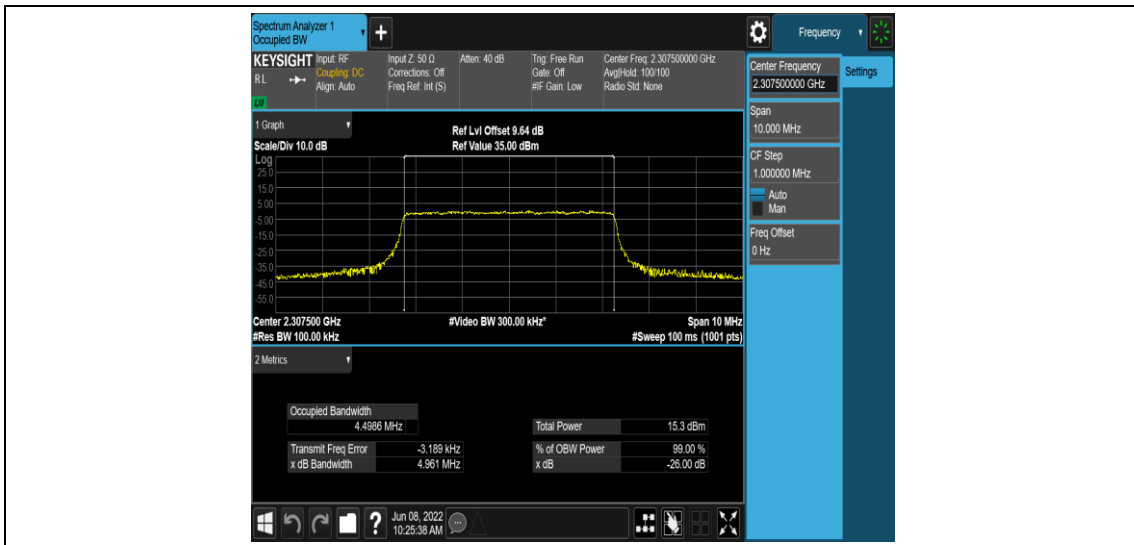 Spectrum Analyzer 1
Occupied BW
Frequency
KEYSIGHT
RL
Input: RF
Coupling: DC
Align: Auto
Input Z: 50 Ω
Corrections: Off
Freq Ref: Int (S)
Atten: 40 dB
Trig: Free Run
Gate: Off
#IF Gain: Low
Center Freq: 2.307500000 GHz
Avg|Hold: 100/100
Radio Std: None
Center Frequency
2.307500000 GHz
Settings
Span
10.000 MHz
CF Step
1.000000 MHz
Auto
Man
Freq Offset
0 Hz
1 Graph
Ref Lvl Offset 9.64 dB
Scale/Div 10.0 dB
Ref Value 35.00 dBm
Log
25.0
15.0
5.00
-5.00
-15.0
-25.0
-35.0
-45.0
-55.0
Center 2.307500 GHz
#Video BW 300.00 kHz*
Span 10 MHz
#Res BW 100.00 kHz
#Sweep 100 ms (1001 pts)
2 Metrics
Occupied Bandwidth
4.4986 MHz
Total Power 15.3 dBm
Transmit Freq Error -3.189 kHz
% of OBW Power 99.00 %
x dB Bandwidth 4.961 MHz
x dB -26.00 dB
?
Jun 08, 2022
10:25:38 AM